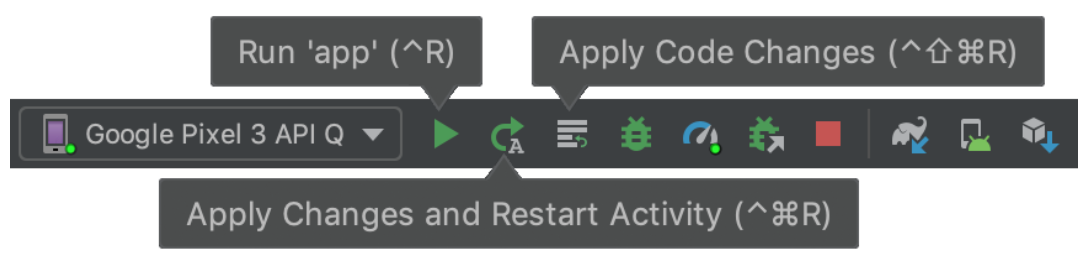 Run 'app' (^R)
Apply Code Changes (^⇧⌘R)
Google Pixel 3 API Q
A
Apply Changes and Restart Activity (^⌘R)